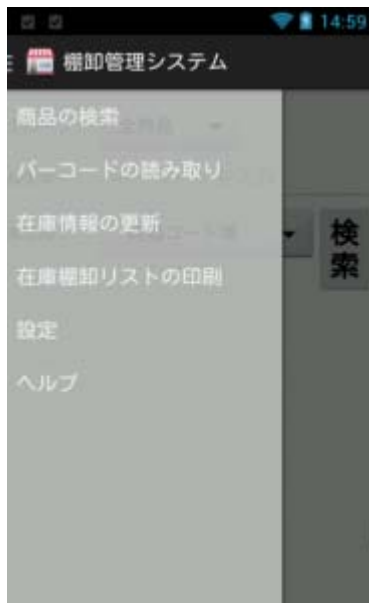 14:59
棚卸管理システム
商品の検索
バーコードの読み取り
在庫情報の更新
検索
在庫棚卸リストの印刷
設定
ヘルプ